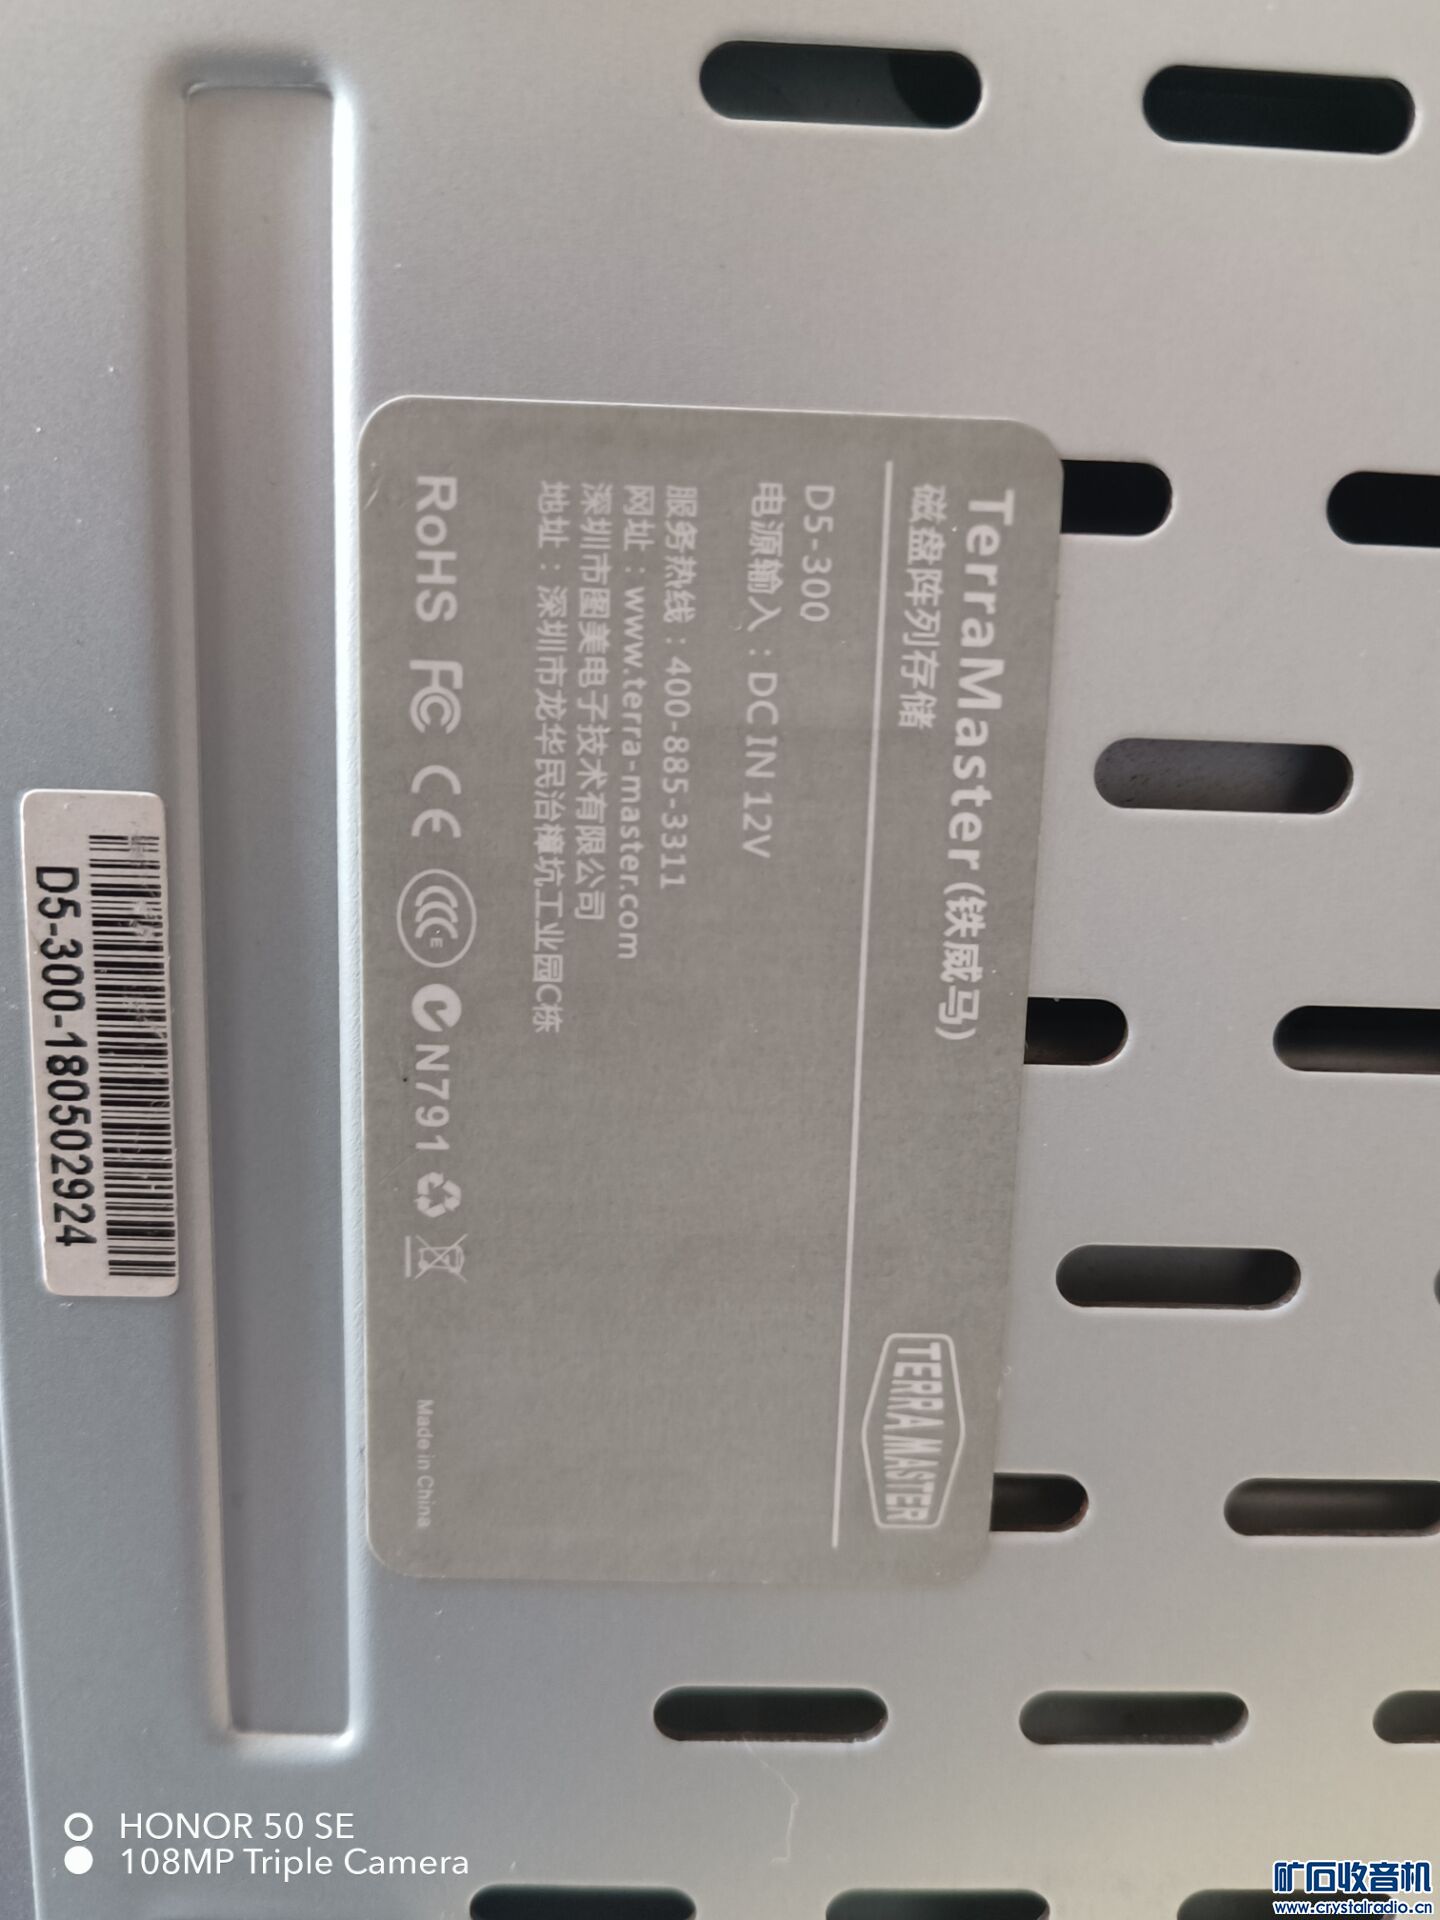 TerraMaster (铁威马)
磁盘阵列存储
TERRA MASTER
D5-300
电源输入：DC IN 12V
服务热线：400-885-3311
网址：www.terra-master.com
深圳市图美电子技术有限公司
地址：深圳市龙华民治樟坑工业园C栋
RoHS FC CE CCC E N791
Made in China
D5-300-180502924
HONOR 50 SE
108MP Triple Camera
矿石收音机
www.crystalradio.cn